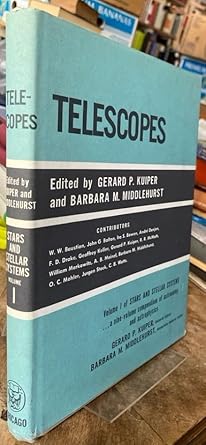 TELE-
SCOPES
Edited by
KUIPER and
MIDDLEHURST
STARS
AND
STELLAR
SYSTEMS
VOLUME
I
CHICAGO
TELESCOPES
Edited by GERARD P. KUIPER
and BARBARA M. MIDDLEHURST
CONTRIBUTORS
W. W. Baustian, John G. Bolton, Ira S. Bowen, André Danjon,
F. D. Drake, Geoffrey Keller, Gerard P. Kuiper, R. R. McMath,
William Markowitz, A. B. Meinel, Barbara M. Middlehurst,
O. C. Mohler, Jurgen Stock, C. B. Watts.
Volume I of STARS AND STELLAR SYSTEMS
. . . a nine-volume compendium of astronomy
and astrophysics
GERARD P. KUIPER,
BARBARA M. MIDDLEHURST,
BANANAS